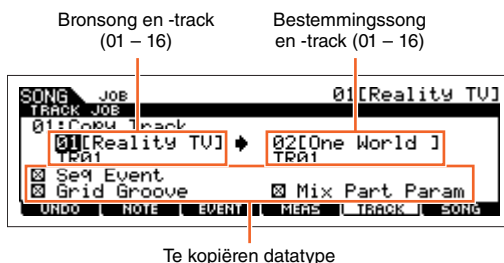 Bronsong en -track
(01 – 16)
Bestemmingssong
en -track (01 – 16)
SONG JOB 01[Reality TV]
TRACK JOB
01:Copy Track
01[Reality TV] ➧ 02[One World ]
TR01 TR01
☒ Seq Event
☒ Grid Groove ☒ Mix Part Param
UNDO NOTE EVENT MEAS TRACK SONG
Te kopiëren datatype